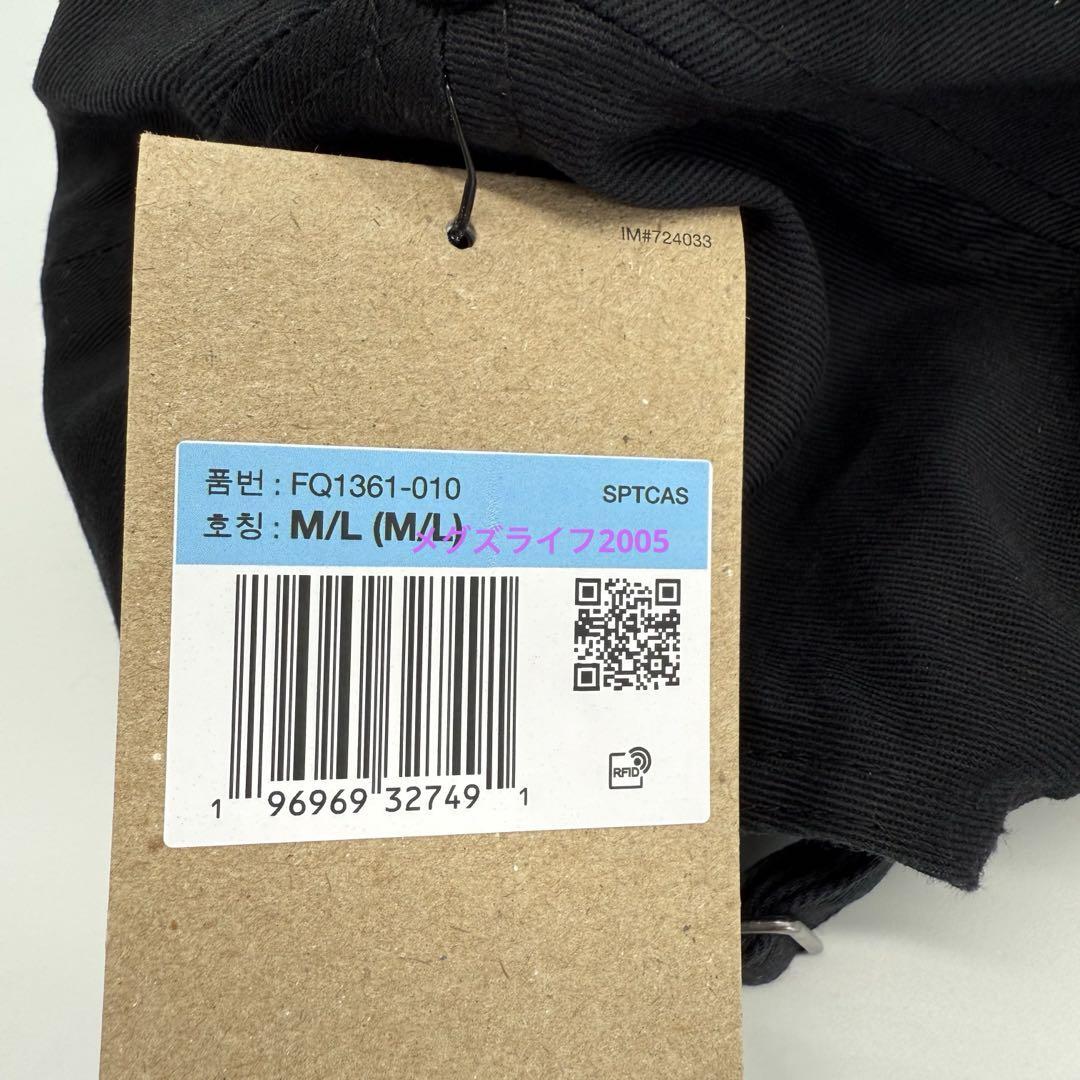 IM#724033
품번 : FQ1361-010
SPTCAS
호칭 : M/L (M/L)
メグズライフ2005
1 96969 32749 1
RFID